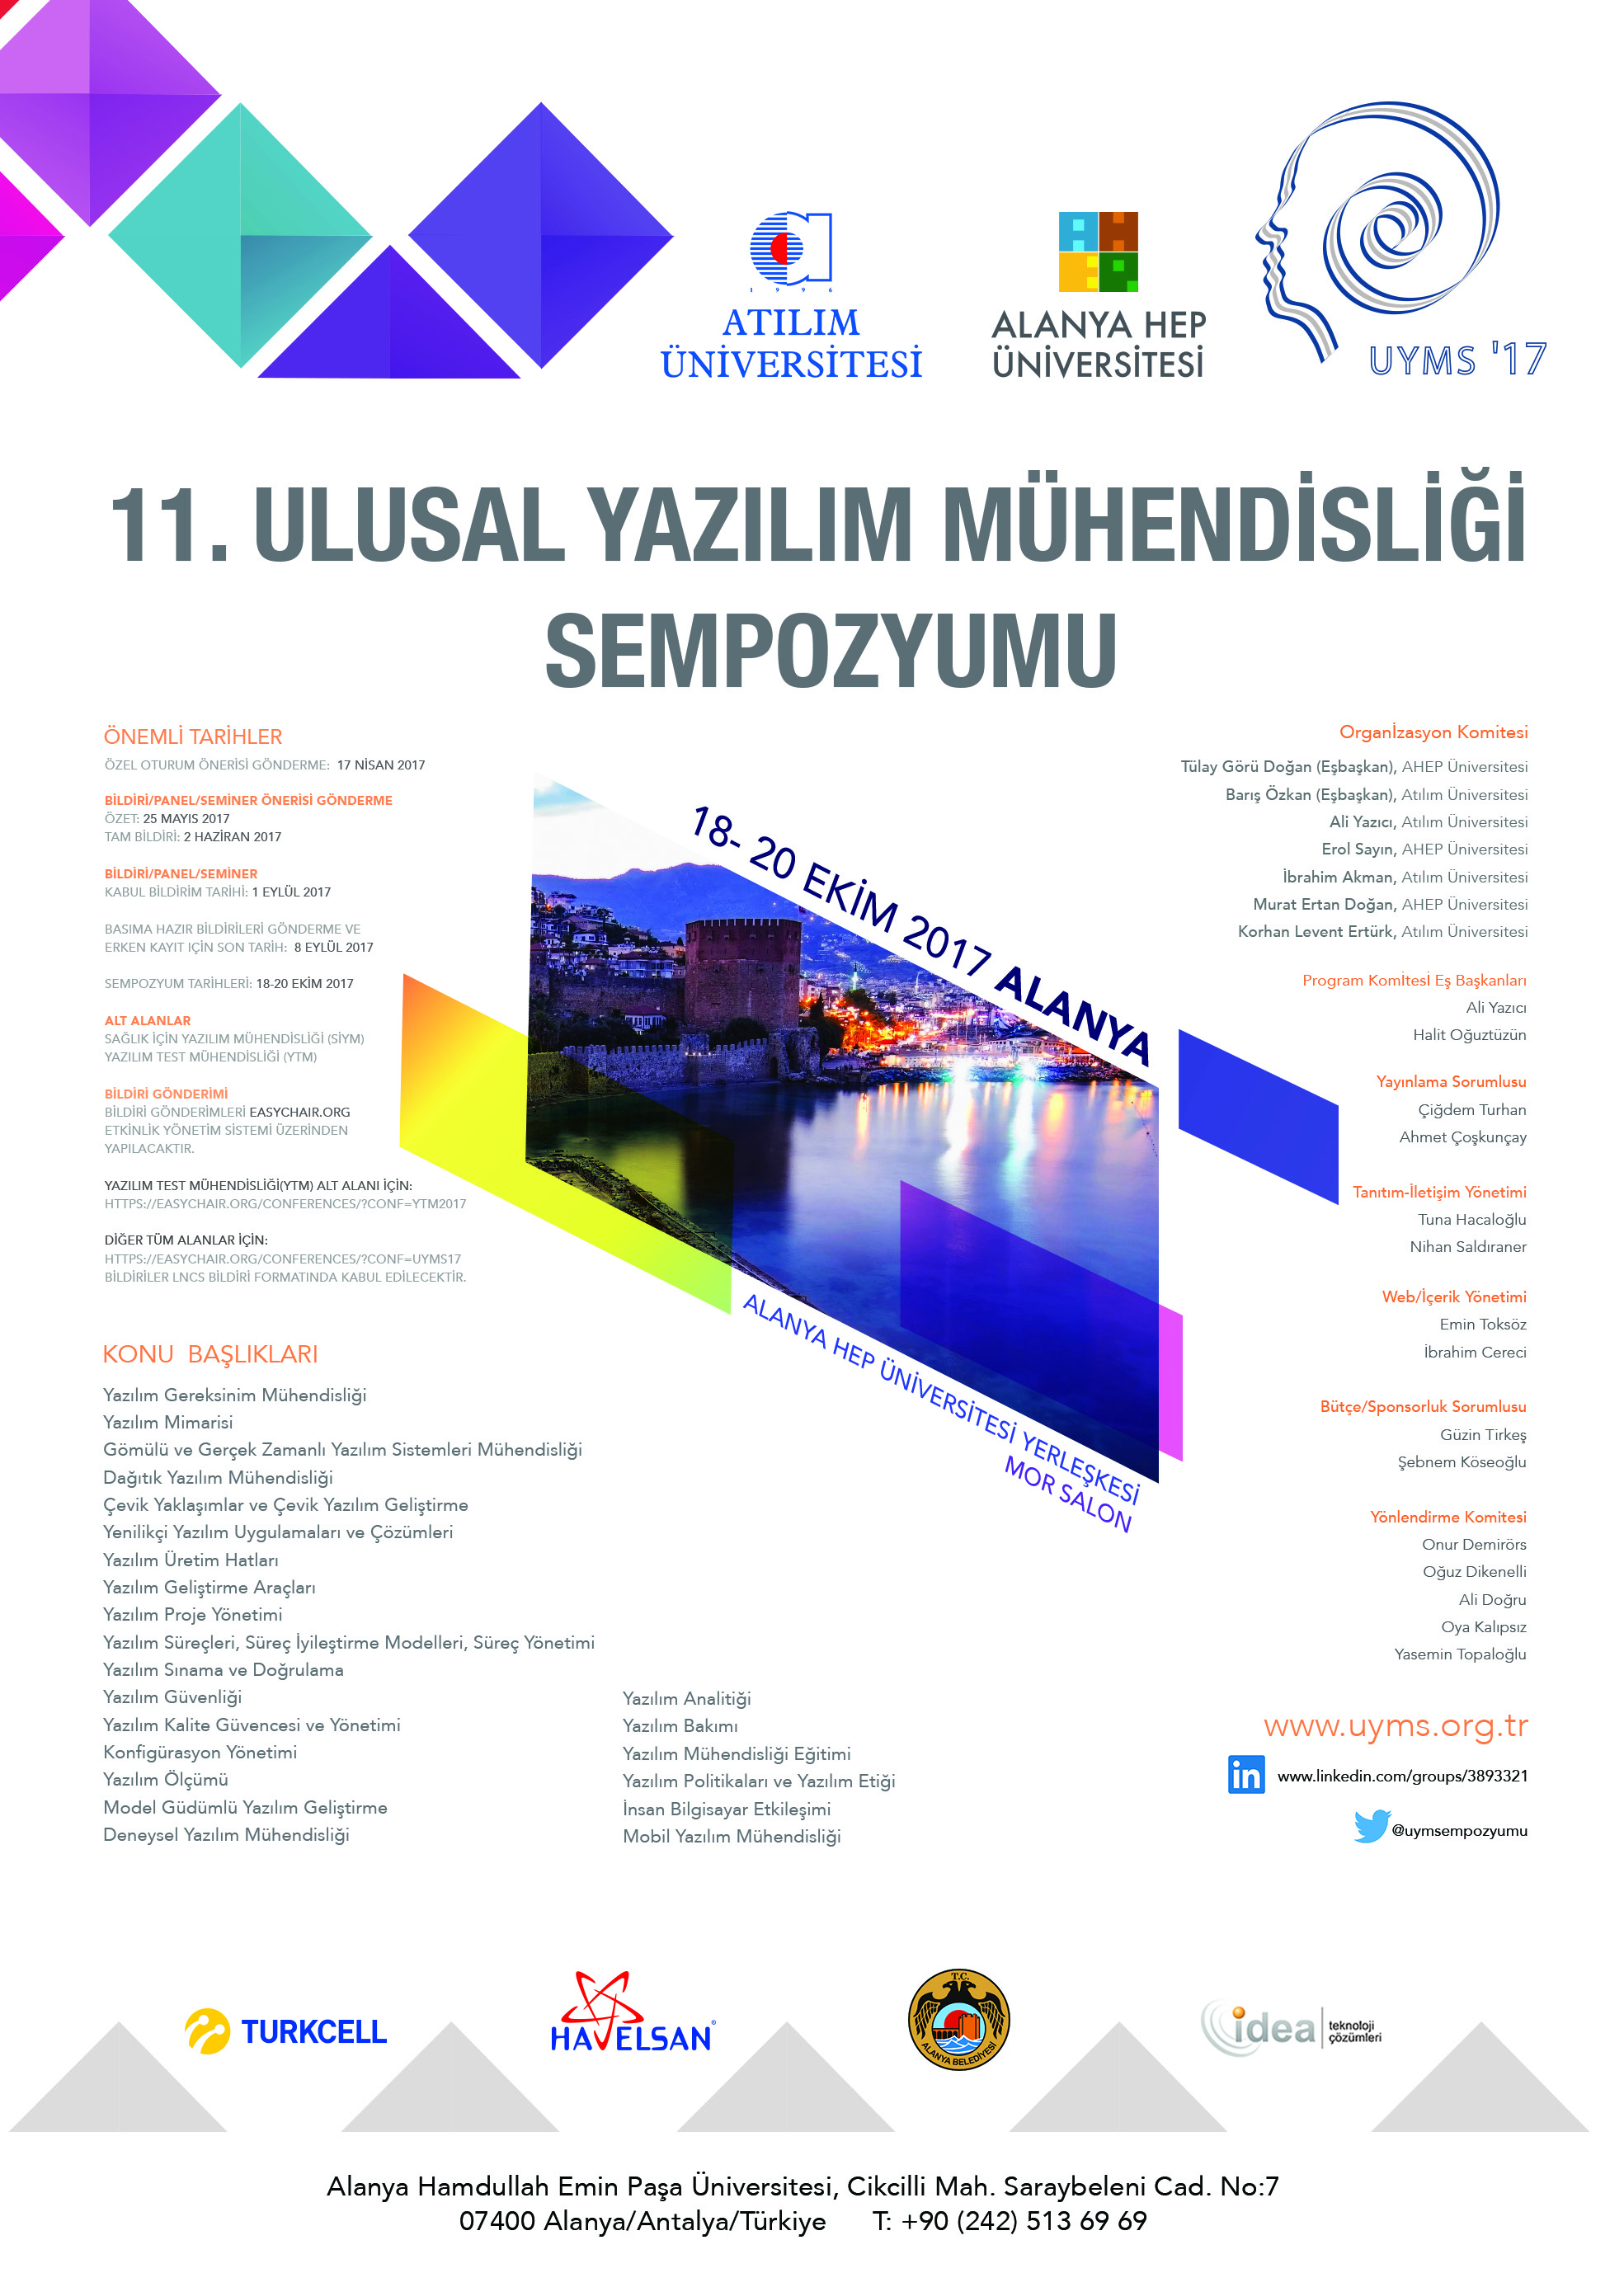 1 9 9 6
ATILIM
ÜNİVERSİTESİ
ALANYA HEP
ÜNİVERSİTESİ
UYMS '17
11. ULUSAL YAZILIM MÜHENDİSLİĞİ
SEMPOZYUMU
ÖNEMLİ TARİHLER
ÖZEL OTURUM ÖNERİSİ GÖNDERME: 17 NİSAN 2017
BİLDİRİ/PANEL/SEMİNER ÖNERİSİ GÖNDERME
ÖZET: 25 MAYIS 2017
TAM BİLDİRİ: 2 HAZİRAN 2017
BİLDİRİ/PANEL/SEMİNER
KABUL BİLDİRİM TARİHİ: 1 EYLÜL 2017
BASIMA HAZIR BİLDİRİLERİ GÖNDERME VE
ERKEN KAYIT IÇİN SON TARİH: 8 EYLÜL 2017
SEMPOZYUM TARİHLERİ: 18-20 EKİM 2017
ALT ALANLAR
SAĞLIK İÇİN YAZILIM MÜHENDİSLİĞİ (SİYM)
YAZILIM TEST MÜHENDİSLİĞİ (YTM)
BİLDİRİ GÖNDERİMİ
BİLDİRİ GÖNDERİMLERİ EASYCHAIR.ORG
ETKİNLİK YÖNETİM SİSTEMİ ÜZERİNDEN
YAPILACAKTIR.
YAZILIM TEST MÜHENDİSLİĞİ(YTM) ALT ALANI İÇİN:
HTTPS://EASYCHAIR.ORG/CONFERENCES/?CONF=YTM2017
DİĞER TÜM ALANLAR İÇİN:
HTTPS://EASYCHAIR.ORG/CONFERENCES/?CONF=UYMS17
BİLDİRİLER LNCS BİLDİRİ FORMATINDA KABUL EDİLECEKTİR.
18- 20 EKİM 2017 ALANYA
ALANYA HEP ÜNİVERSİTESİ YERLEŞKESİ
MOR SALON
Organİzasyon Komitesi
Tülay Görü Doğan (Eşbaşkan), AHEP Üniversitesi
Barış Özkan (Eşbaşkan), Atılım Üniversitesi
Ali Yazıcı, Atılım Üniversitesi
Erol Sayın, AHEP Üniversitesi
İbrahim Akman, Atılım Üniversitesi
Murat Ertan Doğan, AHEP Üniversitesi
Korhan Levent Ertürk, Atılım Üniversitesi
Program Komİtesİ Eş Başkanları
Ali Yazıcı
Halit Oğuztüzün
Yayınlama Sorumlusu
Çiğdem Turhan
Ahmet Çoşkunçay
Tanıtım-İletişim Yönetimi
Tuna Hacaloğlu
Nihan Saldıraner
Web/İçerik Yönetimi
Emin Toksöz
İbrahim Cereci
Bütçe/Sponsorluk Sorumlusu
Güzin Tirkeş
Şebnem Köseoğlu
Yönlendirme Komitesi
Onur Demirörs
Oğuz Dikenelli
Ali Doğru
Oya Kalıpsız
Yasemin Topaloğlu
KONU BAŞLIKLARI
Yazılım Gereksinim Mühendisliği
Yazılım Mimarisi
Gömülü ve Gerçek Zamanlı Yazılım Sistemleri Mühendisliği
Dağıtık Yazılım Mühendisliği
Çevik Yaklaşımlar ve Çevik Yazılım Geliştirme
Yenilikçi Yazılım Uygulamaları ve Çözümleri
Yazılım Üretim Hatları
Yazılım Geliştirme Araçları
Yazılım Proje Yönetimi
Yazılım Süreçleri, Süreç İyileştirme Modelleri, Süreç Yönetimi
Yazılım Sınama ve Doğrulama
Yazılım Güvenliği
Yazılım Kalite Güvencesi ve Yönetimi
Konfigürasyon Yönetimi
Yazılım Ölçümü
Model Güdümlü Yazılım Geliştirme
Deneysel Yazılım Mühendisliği
Yazılım Analitiği
Yazılım Bakımı
Yazılım Mühendisliği Eğitimi
Yazılım Politikaları ve Yazılım Etiği
İnsan Bilgisayar Etkileşimi
Mobil Yazılım Mühendisliği
www.uyms.org.tr
in www.linkedin.com/groups/3893321
@uymsempozyumu
TURKCELL
HAVELSAN®
T.C.
ALANYA BELEDİYESİ
idea teknoloji
çözümleri
Alanya Hamdullah Emin Paşa Üniversitesi, Cikcilli Mah. Saraybeleni Cad. No:7
07400 Alanya/Antalya/Türkiye T: +90 (242) 513 69 69